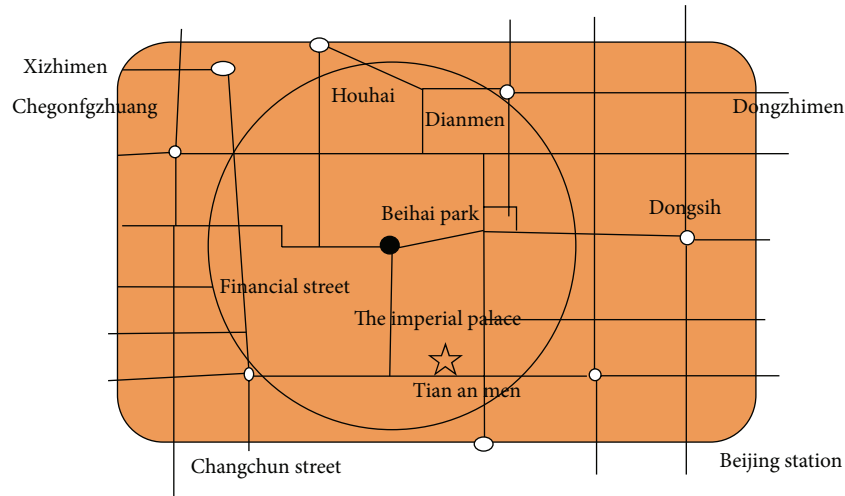 Xizhimen
Houhai
Chegonfgzhuang
Dianmen
Dongzhimen
Beihai park
Dongsih
Financial street
The imperial palace
Tian an men
Changchun street
Beijing station